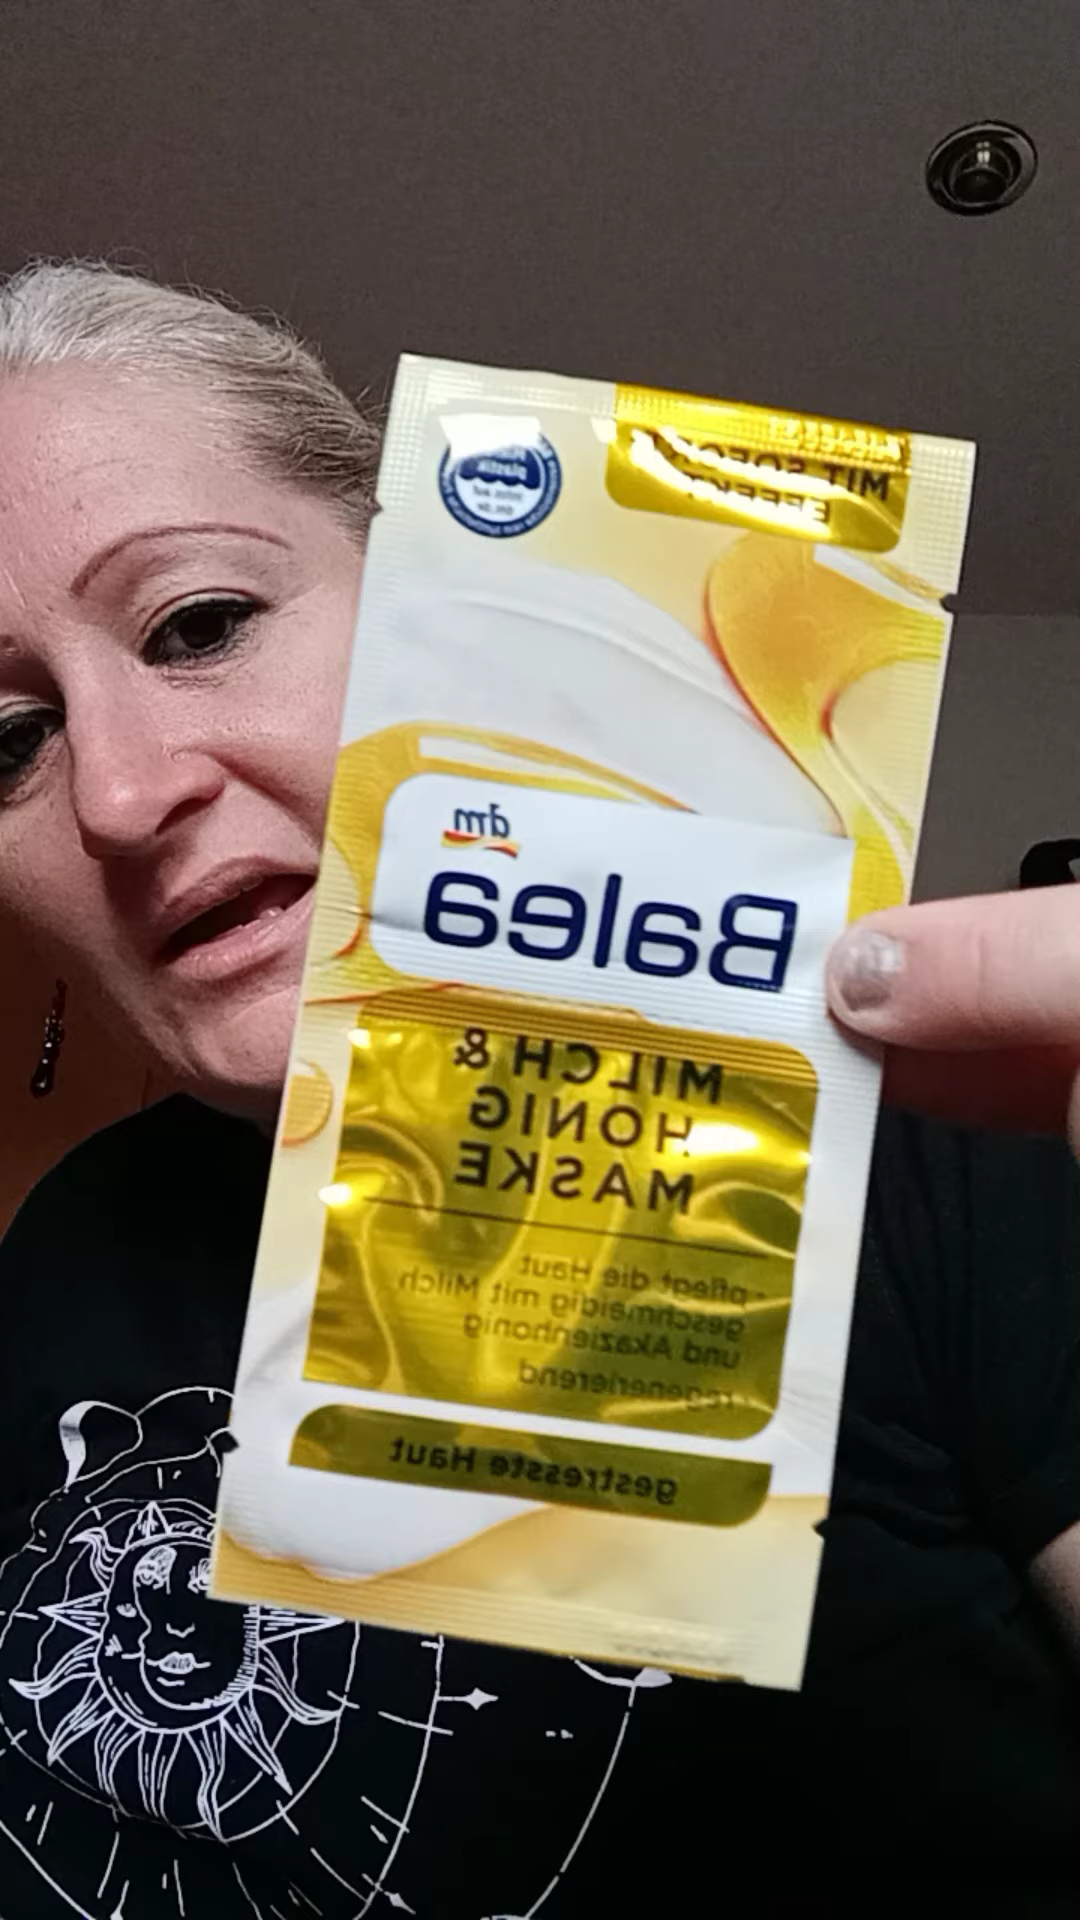 MIT SOFORT
EFFEKT
dm
Balea
MILCH &
HONIG
MASKE
• pflegt die Haut
geschmeidig mit Milch
und Akazienhonig
• regenerierend
gestresste Haut